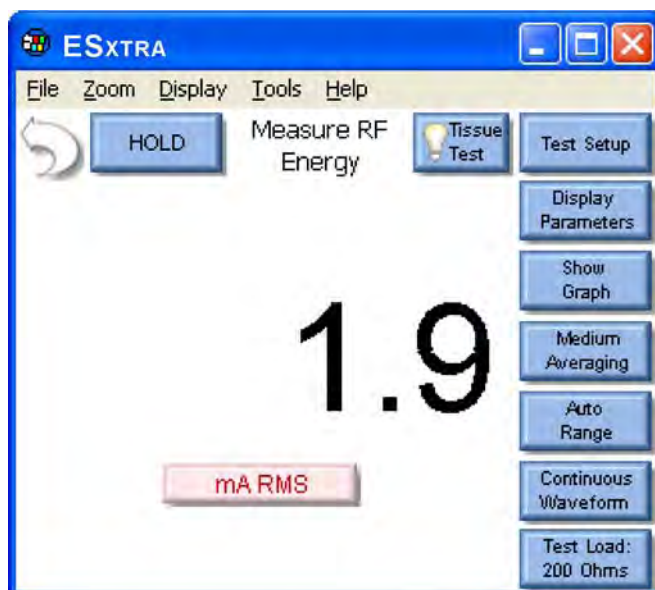 ESXTRA
File Zoom Display Tools Help
HOLD
Measure RF
Energy
Tissue
Test
Test Setup
Display
Parameters
Show
Graph
Medium
Averaging
Auto
Range
Continuous
Waveform
Test Load:
200 Ohms
1.9
mA RMS